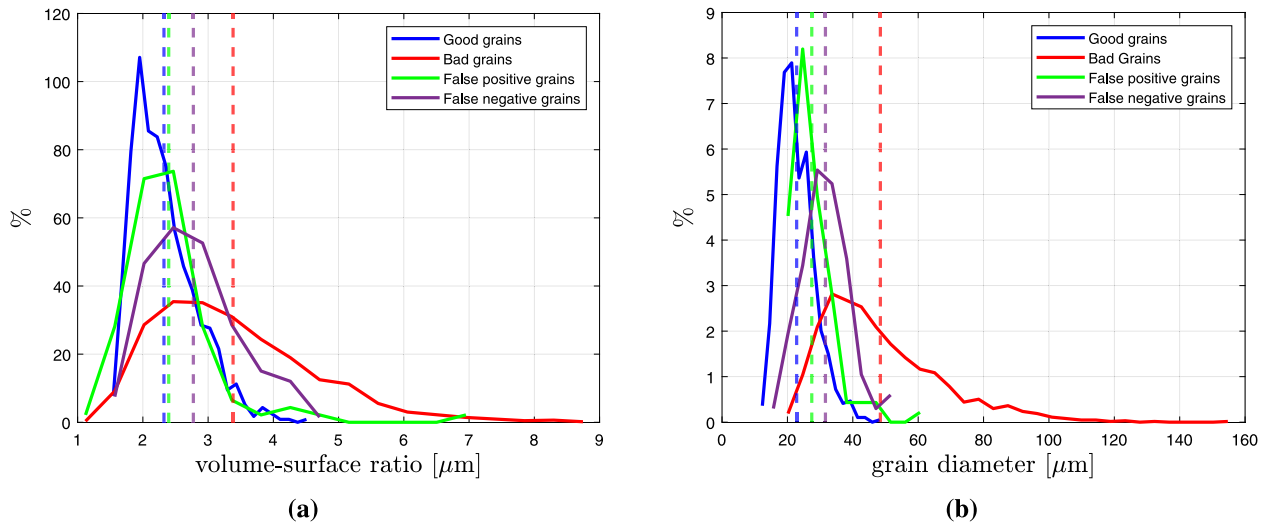 120
100
80
60
40
20
0
%
1 2 3 4 5 6 7 8 9
volume-surface ratio [μm]
Good grains
Bad grains
False positive grains
False negative grains
(a)
9
8
7
6
5
4
3
2
1
0
%
0 20 40 60 80 100 120 140 160
grain diameter [μm]
Good grains
Bad Grains
False positive grains
False negative grains
(b)